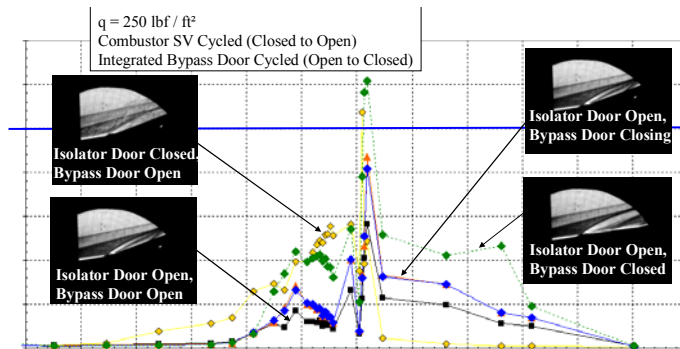 q = 250 lbf / ft²
Combustor SV Cycled (Closed to Open)
Integrated Bypass Door Cycled (Open to Closed)
Isolator Door Closed,
Bypass Door Open
Isolator Door Open,
Bypass Door Closing
Isolator Door Open,
Bypass Door Open
Isolator Door Open,
Bypass Door Closed